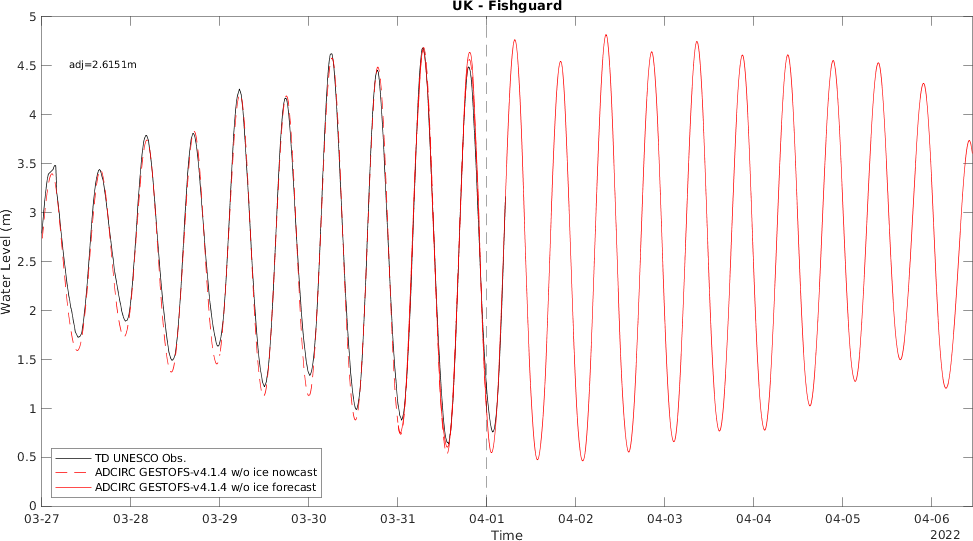 UK - Fishguard
5
4.5
4
3.5
3
2.5
2
1.5
1
0.5
0
Water Level (m)
adj=2.6151m
TD UNESCO Obs.
ADCIRC GESTOFS-v4.1.4 w/o ice nowcast
ADCIRC GESTOFS-v4.1.4 w/o ice forecast
03-27 03-28 03-29 03-30 03-31 04-01 04-02 04-03 04-04 04-05 04-06
Time
2022